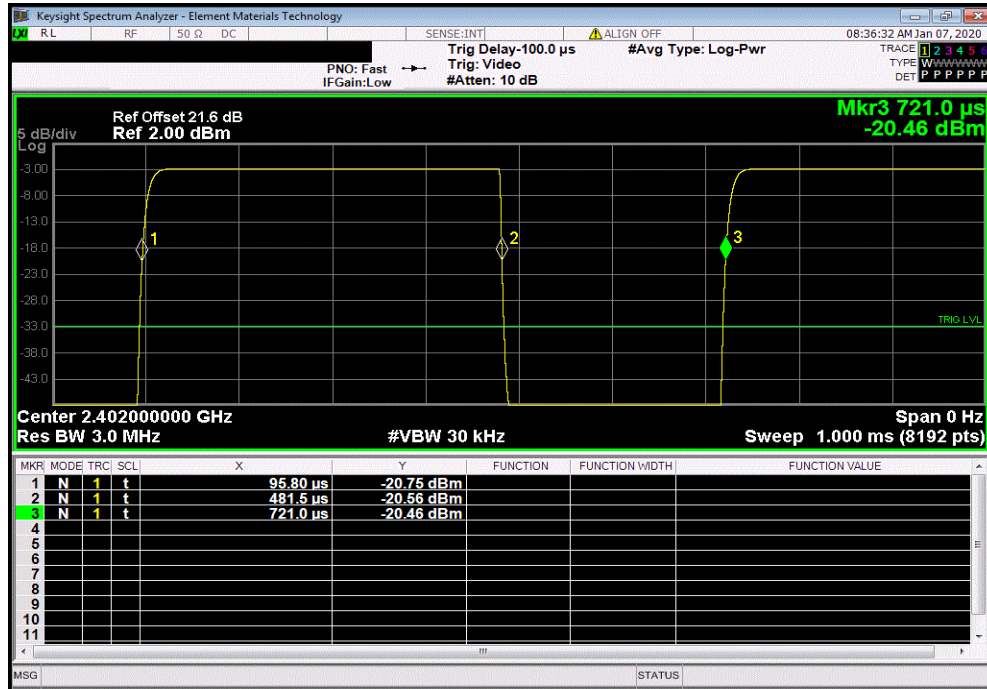 Keysight Spectrum Analyzer - Element Materials Technology
LXI RL RF 50 Ω DC SENSE:INT ALIGN OFF 08:36:32 AM Jan 07, 2020
Trig Delay-100.0 µs #Avg Type: Log-Pwr TRACE 1 2 3 4 5 6
PNO: Fast Trig: Video TYPE WWWWWW
IFGain:Low #Atten: 10 dB DET P P P P P P
Mkr3 721.0 µs
-20.46 dBm
Ref Offset 21.6 dB
5 dB/div Ref 2.00 dBm
Log
-3.00
-8.00
-13.0
1 2 3
-18.0
-23.0
-28.0
-33.0
TRIG LVL
-38.0
-43.0
Center 2.402000000 GHz Span 0 Hz
Res BW 3.0 MHz #VBW 30 kHz Sweep 1.000 ms (8192 pts)
MKR MODE TRC SCL X Y FUNCTION FUNCTION WIDTH FUNCTION VALUE
1 N 1 t 95.80 µs -20.75 dBm
2 N 1 t 481.5 µs -20.56 dBm
3 N 1 t 721.0 µs -20.46 dBm
4
5
6
7
8
9
10
11
MSG STATUS